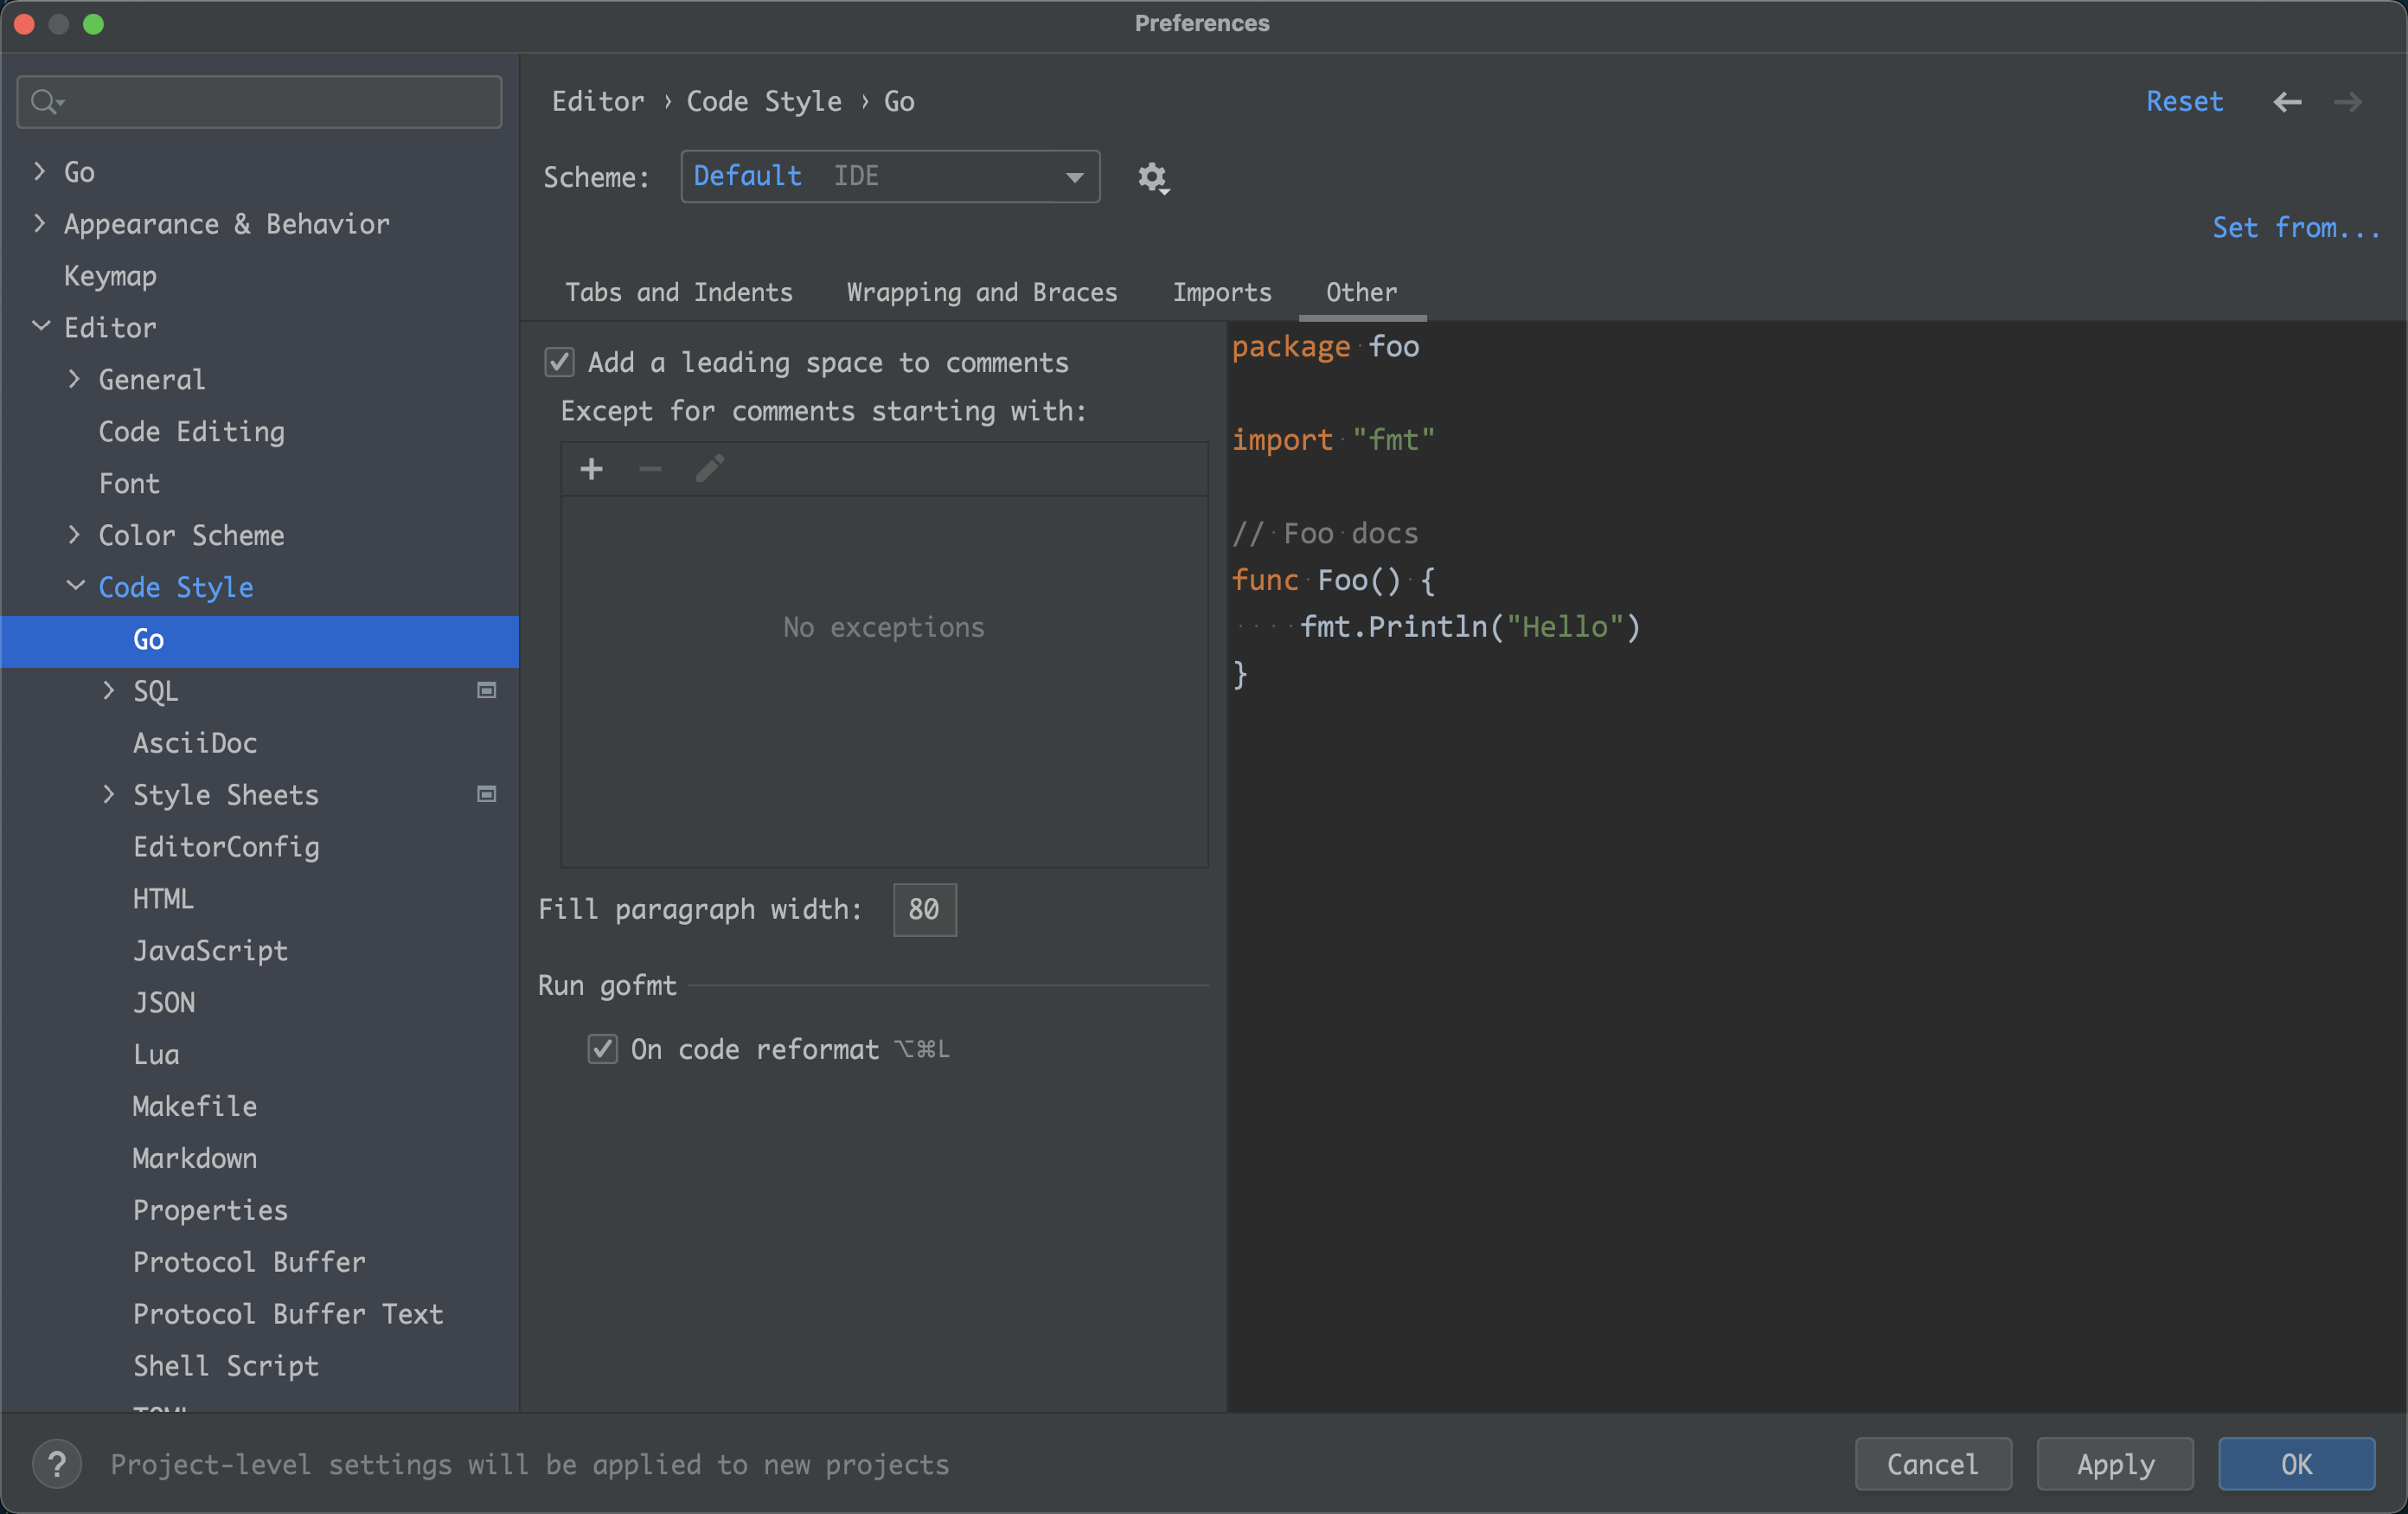 Preferences
Go
Appearance & Behavior
Keymap
Editor
General
Code Editing
Font
Color Scheme
Code Style
Go
SQL
AsciiDoc
Style Sheets
EditorConfig
HTML
JavaScript
JSON
Lua
Makefile
Markdown
Properties
Protocol Buffer
Protocol Buffer Text
Shell Script
Editor › Code Style › Go
Reset
Scheme: Default IDE
Set from...
Tabs and Indents Wrapping and Braces Imports Other
Add a leading space to comments
Except for comments starting with:
No exceptions
Fill paragraph width: 80
Run gofmt
On code reformat ⌥⌘L
package foo
import "fmt"
// Foo docs
func Foo() {
fmt.Println("Hello")
}
? Project-level settings will be applied to new projects
Cancel Apply OK